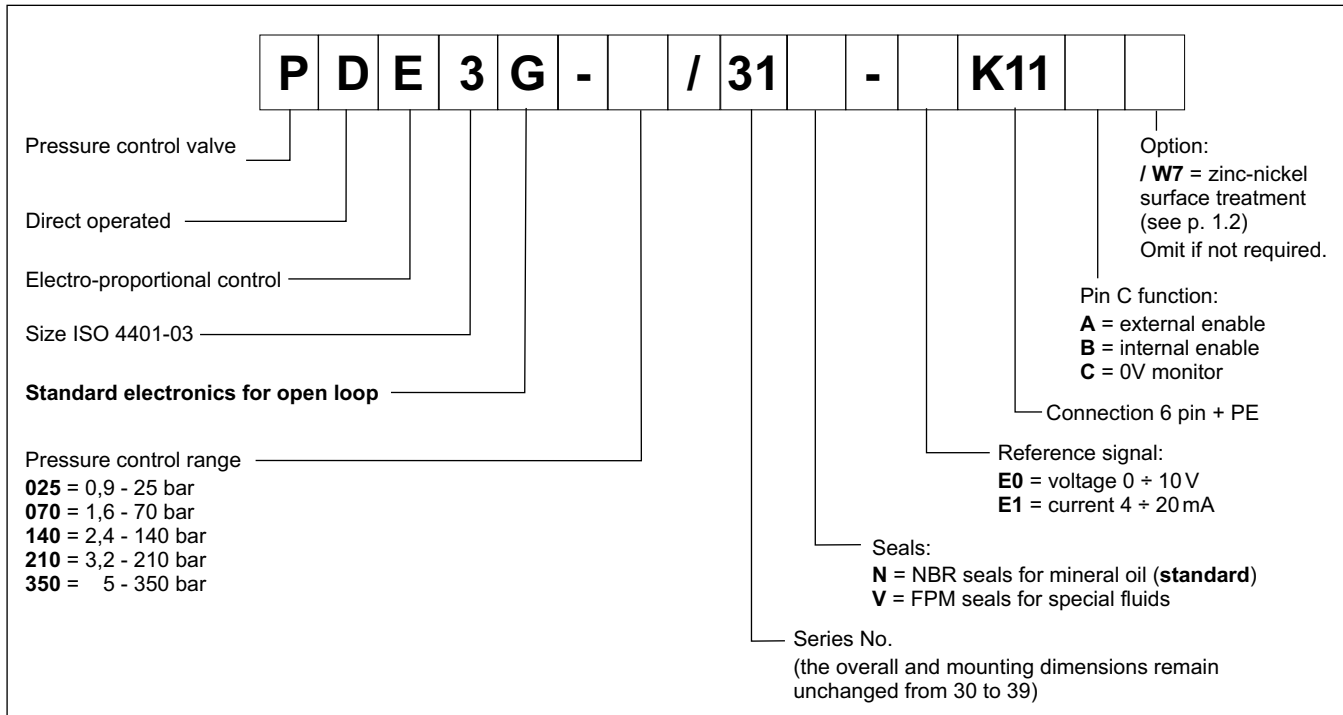 P D E 3 G - / 31 - K11
Pressure control valve
Direct operated
Electro-proportional control
Size ISO 4401-03
Standard electronics for open loop
Pressure control range
025 = 0,9 - 25 bar
070 = 1,6 - 70 bar
140 = 2,4 - 140 bar
210 = 3,2 - 210 bar
350 = 5 - 350 bar
Option:
/ W7 = zinc-nickel
surface treatment
(see p. 1.2)
Omit if not required.
Pin C function:
A = external enable
B = internal enable
C = 0V monitor
Connection 6 pin + PE
Reference signal:
E0 = voltage 0 ÷ 10 V
E1 = current 4 ÷ 20 mA
Seals:
N = NBR seals for mineral oil (standard)
V = FPM seals for special fluids
Series No.
(the overall and mounting dimensions remain
unchanged from 30 to 39)